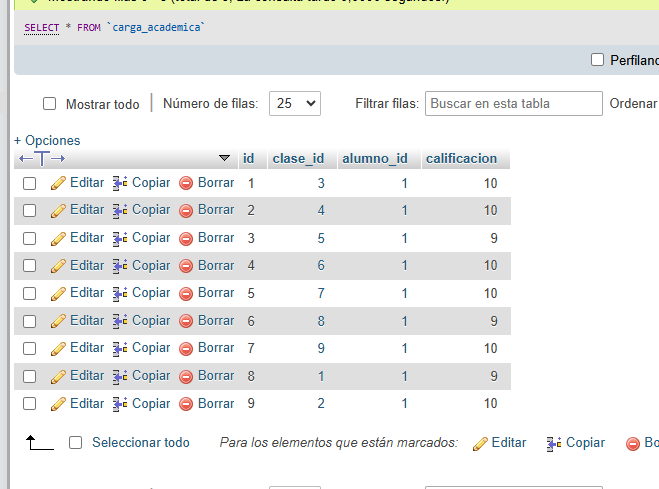 SELECT * FROM `carga_academica`
Mostrar todo | Número de filas: 25 Filtrar filas: Buscar en esta tabla Ordenar
+ Opciones
←T→ id clase_id alumno_id calificacion
Editar Copiar Borrar 1 3 1 10
Editar Copiar Borrar 2 4 1 10
Editar Copiar Borrar 3 5 1 9
Editar Copiar Borrar 4 6 1 10
Editar Copiar Borrar 5 7 1 10
Editar Copiar Borrar 6 8 1 9
Editar Copiar Borrar 7 9 1 10
Editar Copiar Borrar 8 1 1 9
Editar Copiar Borrar 9 2 1 10
Seleccionar todo Para los elementos que están marcados: Editar Copiar Bo